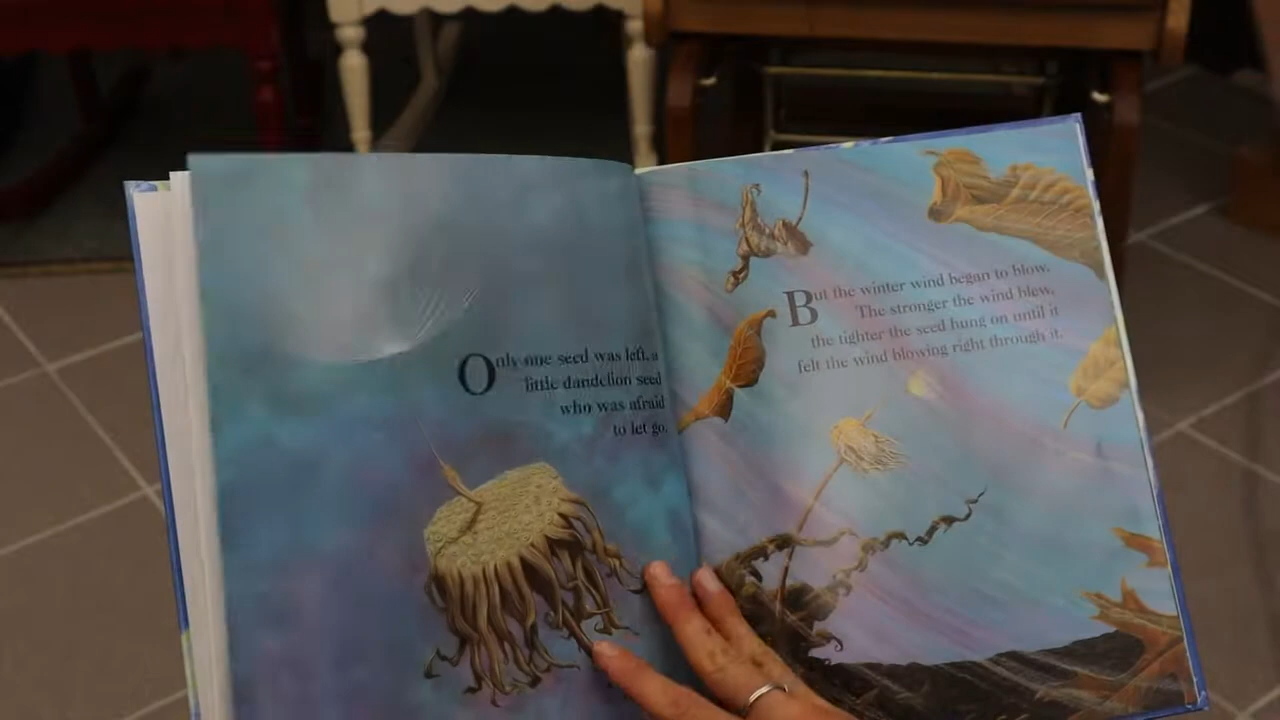 Only one seed was left, a
little dandelion seed
who was afraid
to let go.
But the winter wind began to blow.
The stronger the wind blew,
the tighter the seed hung on until it
felt the wind blowing right through it.